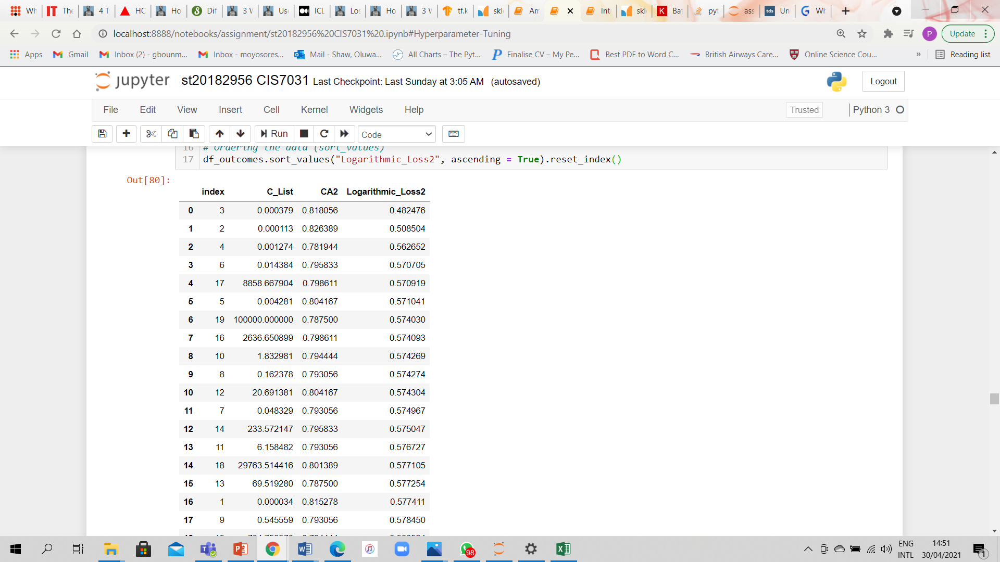 Wh
The
4 T
HC
Ho
Dif
3 V
Use
ICL
Los
Ho
3 V
tf.k
skl
Am
Int
skl
K Bat
pyt
ass
tds Un
Wh
localhost:8888/notebooks/assignment/st20182956%20CIS7031%20.ipynb#Hyperparameter-Tuning
P
Update
Apps
Gmail
Inbox (2) - gbounm...
Inbox - moyosores...
Mail - Shaw, Oluwa...
All Charts – The Pyt...
Finalise CV – My Pe...
Best PDF to Word C...
British Airways Care...
Online Science Cou...
»
Reading list
jupyter st20182956 CIS7031 Last Checkpoint: Last Sunday at 3:05 AM (autosaved)
Logout
File Edit View Insert Cell Kernel Widgets Help
Trusted
Python 3
Run
Code
16 # Ordering the data (sort_values)
17 df_outcomes.sort_values("Logarithmic_Loss2", ascending = True).reset_index()
Out[80]:
index C_List CA2 Logarithmic_Loss2
0 3 0.000379 0.818056 0.482476
1 2 0.000113 0.826389 0.508504
2 4 0.001274 0.781944 0.562652
3 6 0.014384 0.795833 0.570705
4 17 8858.667904 0.798611 0.570919
5 5 0.004281 0.804167 0.571041
6 19 100000.000000 0.787500 0.574030
7 16 2636.650899 0.798611 0.574093
8 10 1.832981 0.794444 0.574269
9 8 0.162378 0.793056 0.574274
10 12 20.691381 0.804167 0.574304
11 7 0.048329 0.793056 0.574967
12 14 233.572147 0.795833 0.575047
13 11 6.158482 0.793056 0.576727
14 18 29763.514416 0.801389 0.577105
15 13 69.519280 0.787500 0.577254
16 1 0.000034 0.815278 0.577411
17 9 0.545559 0.793056 0.578450
98
ENG
INTL
14:51
30/04/2021
1